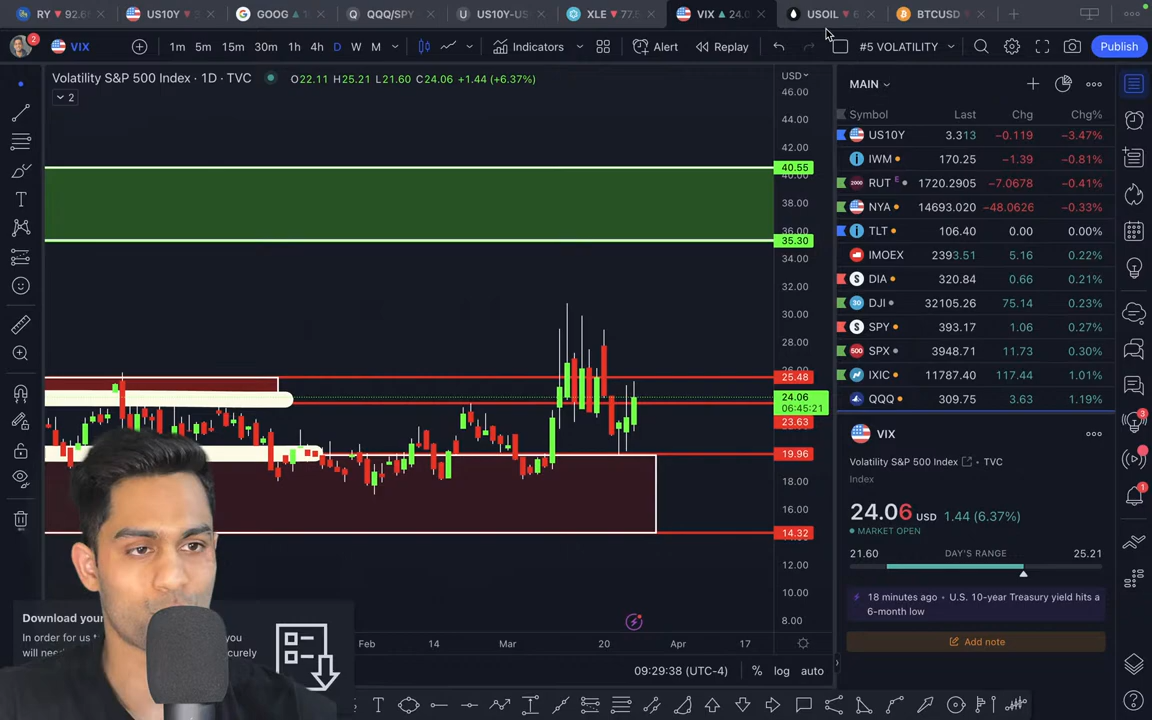 RY ▼ 92.6
US10Y ▼ 3
GOOG ▲ 1
QQQ/SPY
US10Y-US
XLE ▼ 77.5
VIX ▲ 24.0
USOIL ▼ 6
BTCUSD
2
VIX
1m 5m 15m 30m 1h 4h D W M
Indicators
Alert
Replay
#5 VOLATILITY
Publish
Volatility S&P 500 Index · 1D · TVC
O22.11 H25.21 L21.60 C24.06 +1.44 (+6.37%)
2
USD
46.00
44.00
42.00
40.55
40.00
38.00
36.00
35.30
34.00
32.00
30.00
28.00
25.48
24.06
06:45:21
23.63
19.96
18.00
16.00
14.32
12.00
10.00
8.00
Feb 14 Mar 20 Apr 17
09:29:38 (UTC-4) % log auto
Download your
In order for us t
you
will nee
curely
MAIN
Symbol Last Chg Chg%
US10Y 3.313 −0.119 −3.47%
IWM 170.25 −1.39 −0.81%
RUT E 1720.2905 −7.0678 −0.41%
NYA 14693.020 −48.0626 −0.33%
TLT 106.40 0.00 0.00%
IMOEX 2393.51 5.16 0.22%
DIA 320.84 0.66 0.21%
DJI 32105.26 75.14 0.23%
SPY 393.17 1.06 0.27%
SPX 3948.71 11.73 0.30%
IXIC 11787.40 117.44 1.01%
QQQ 309.75 3.63 1.19%
VIX
Volatility S&P 500 Index · TVC
Index
24.06 USD 1.44 (6.37%)
MARKET OPEN
21.60 DAY'S RANGE 25.21
18 minutes ago · U.S. 10-year Treasury yield hits a
6-month low
Add note
3
1